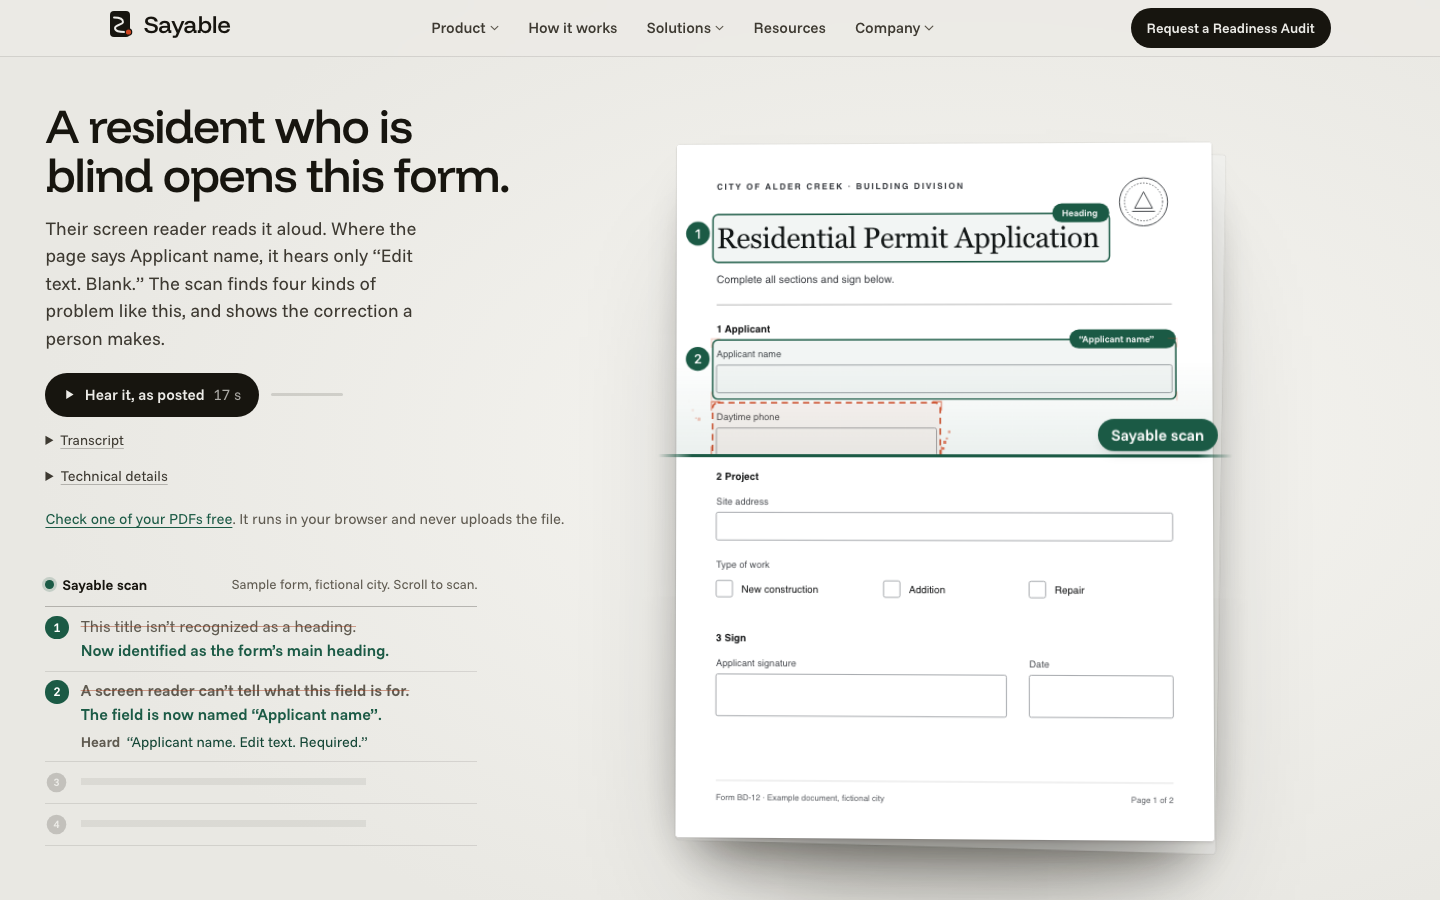 Sayable
Product
How it works
Solutions
Resources
Company
Request a Readiness Audit
A resident who is
blind opens this form.
Their screen reader reads it aloud. Where the
page says Applicant name, it hears only “Edit
text. Blank.” The scan finds four kinds of
problem like this, and shows the correction a
person makes.
Hear it, as posted 17 s
Transcript
Technical details
Check one of your PDFs free. It runs in your browser and never uploads the file.
Sayable scan
Sample form, fictional city. Scroll to scan.
1
This title isn’t recognized as a heading.
Now identified as the form’s main heading.
2
A screen reader can’t tell what this field is for.
The field is now named “Applicant name”.
Heard “Applicant name. Edit text. Required.”
3
4
CITY OF ALDER CREEK · BUILDING DIVISION
Heading
1
Residential Permit Application
Complete all sections and sign below.
1 Applicant
“Applicant name”
2
Applicant name
Daytime phone
Sayable scan
2 Project
Site address
Type of work
New construction
Addition
Repair
3 Sign
Applicant signature
Date
Form BD-12 · Example document, fictional city
Page 1 of 2